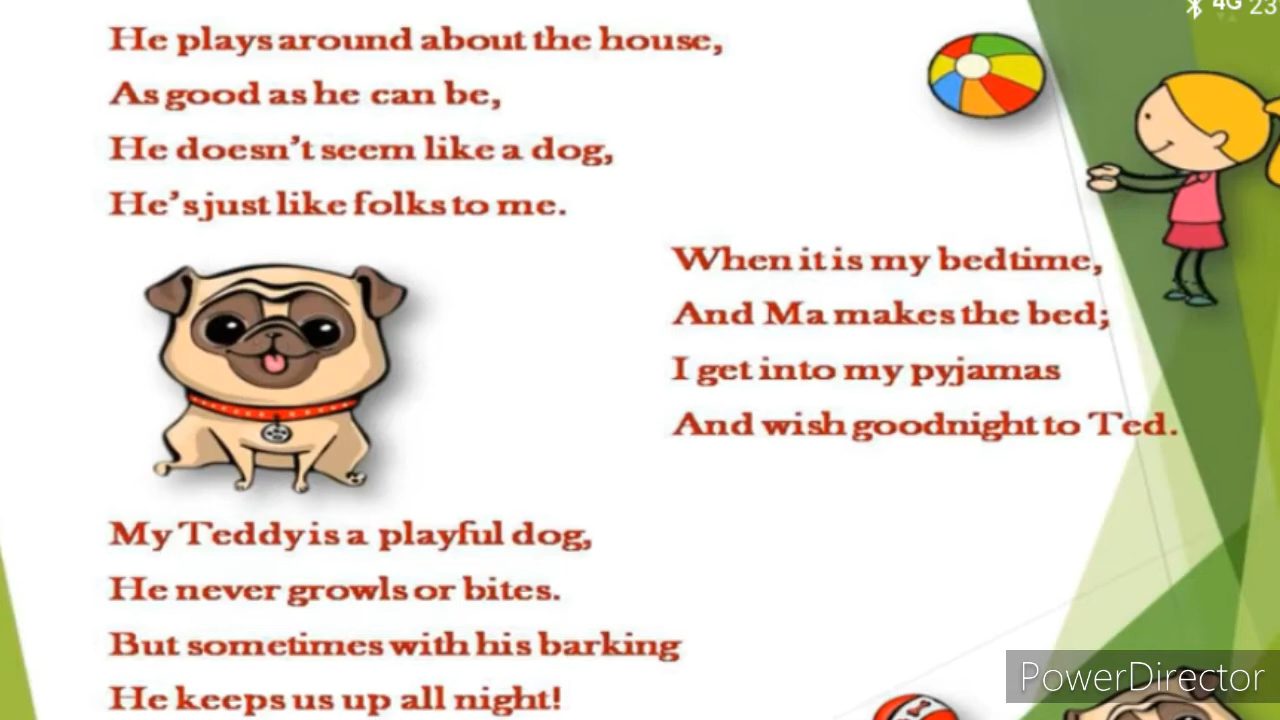 4G 23
He plays around about the house,
As good as he can be,
He doesn't seem like a dog,
He's just like folks to me.
When it is my bedtime,
And Ma makes the bed;
I get into my pyjamas
And wish goodnight to Ted.
My Teddy is a playful dog,
He never growls or bites.
But sometimes with his barking
He keeps us up all night!
PowerDirector